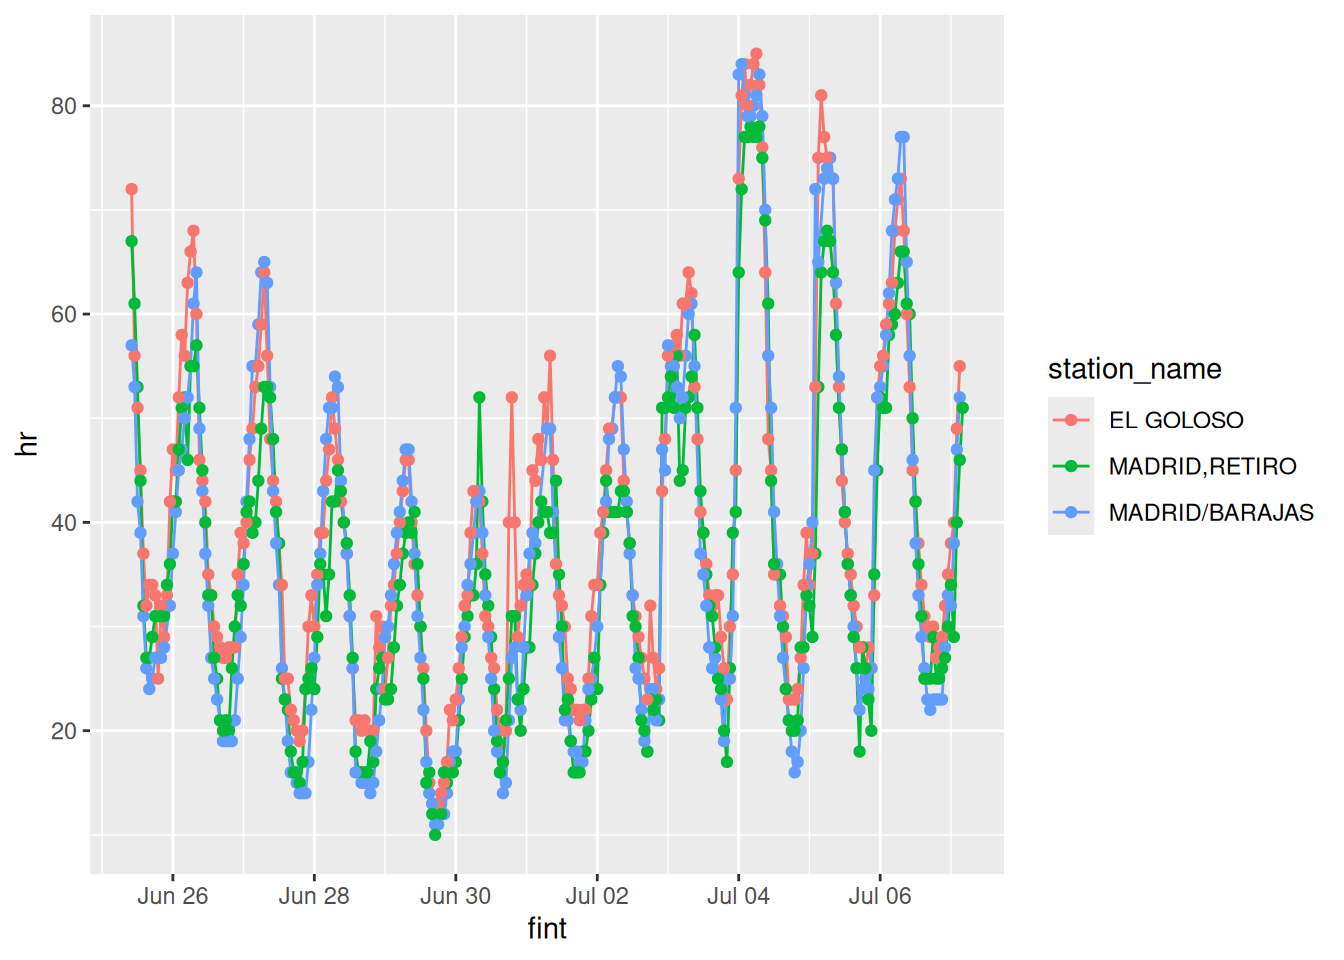 hr
80
60
40
20
Jun 26
Jun 28
Jun 30
Jul 02
Jul 04
Jul 06
fint
station_name
EL GOLOSO
MADRID,RETIRO
MADRID/BARAJAS